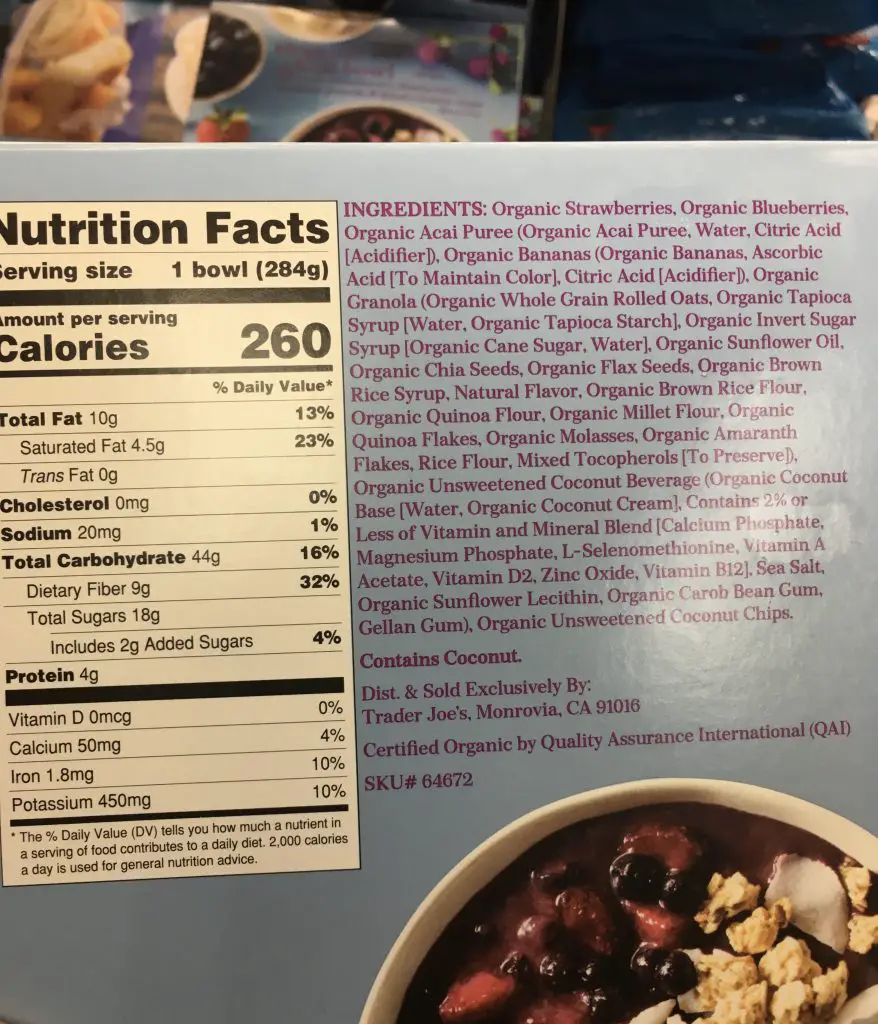 Nutrition Facts
Serving size 1 bowl (284g)
Amount per serving
Calories 260
% Daily Value*
Total Fat 10g 13%
Saturated Fat 4.5g 23%
Trans Fat 0g
Cholesterol 0mg 0%
Sodium 20mg 1%
Total Carbohydrate 44g 16%
Dietary Fiber 9g 32%
Total Sugars 18g
Includes 2g Added Sugars 4%
Protein 4g
Vitamin D 0mcg 0%
Calcium 50mg 4%
Iron 1.8mg 10%
Potassium 450mg 10%
* The % Daily Value (DV) tells you how much a nutrient in
a serving of food contributes to a daily diet. 2,000 calories
a day is used for general nutrition advice.
INGREDIENTS: Organic Strawberries, Organic Blueberries,
Organic Acai Puree (Organic Acai Puree, Water, Citric Acid
[Acidifier]), Organic Bananas (Organic Bananas, Ascorbic
Acid [To Maintain Color], Citric Acid [Acidifier]), Organic
Granola (Organic Whole Grain Rolled Oats, Organic Tapioca
Syrup [Water, Organic Tapioca Starch], Organic Invert Sugar
Syrup [Organic Cane Sugar, Water], Organic Sunflower Oil,
Organic Chia Seeds, Organic Flax Seeds, Organic Brown
Rice Syrup, Natural Flavor, Organic Brown Rice Flour,
Organic Quinoa Flour, Organic Millet Flour, Organic
Quinoa Flakes, Organic Molasses, Organic Amaranth
Flakes, Rice Flour, Mixed Tocopherols [To Preserve]),
Organic Unsweetened Coconut Beverage (Organic Coconut
Base [Water, Organic Coconut Cream], Contains 2% or
Less of Vitamin and Mineral Blend [Calcium Phosphate,
Magnesium Phosphate, L-Selenomethionine, Vitamin A
Acetate, Vitamin D2, Zinc Oxide, Vitamin B12], Sea Salt,
Organic Sunflower Lecithin, Organic Carob Bean Gum,
Gellan Gum), Organic Unsweetened Coconut Chips.
Contains Coconut.
Dist. & Sold Exclusively By:
Trader Joe's, Monrovia, CA 91016
Certified Organic by Quality Assurance International (QAI)
SKU# 64672